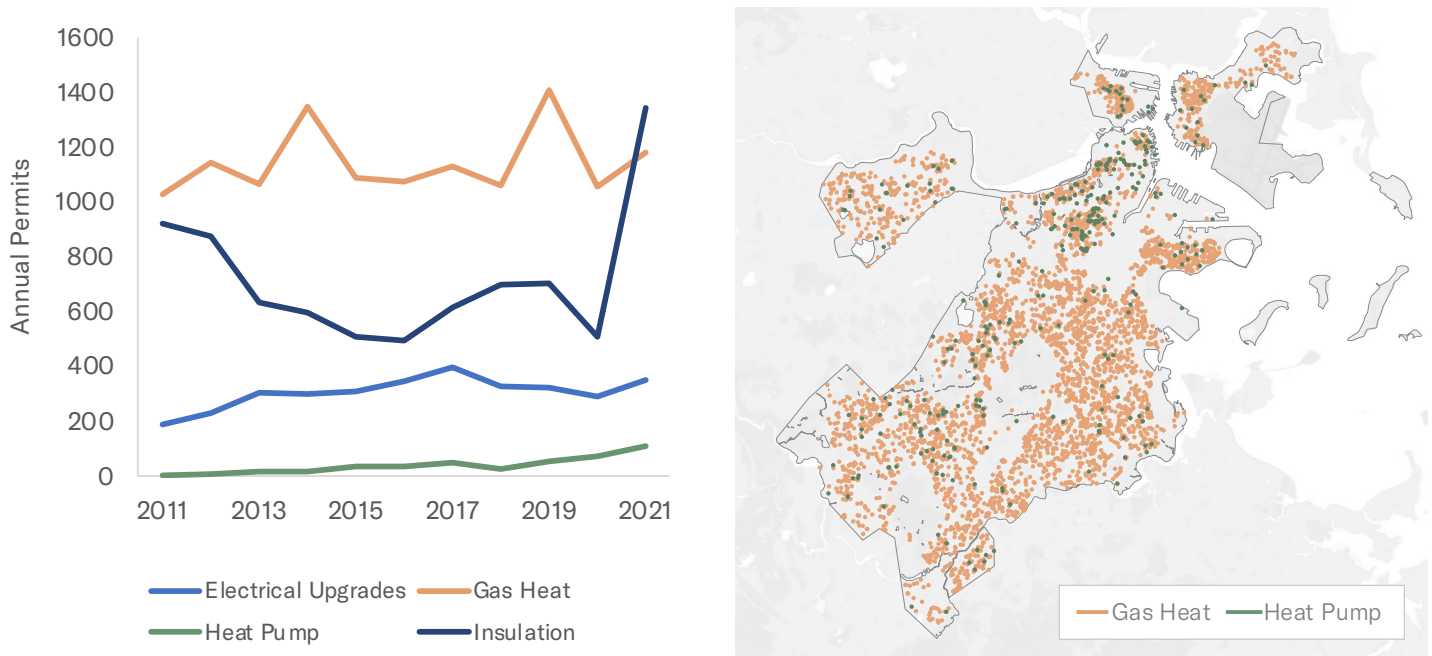 1600
1400
1200
1000
800
600
400
200
0
Annual Permits
2011 2013 2015 2017 2019 2021
Electrical Upgrades Gas Heat
Heat Pump Insulation
Gas Heat Heat Pump